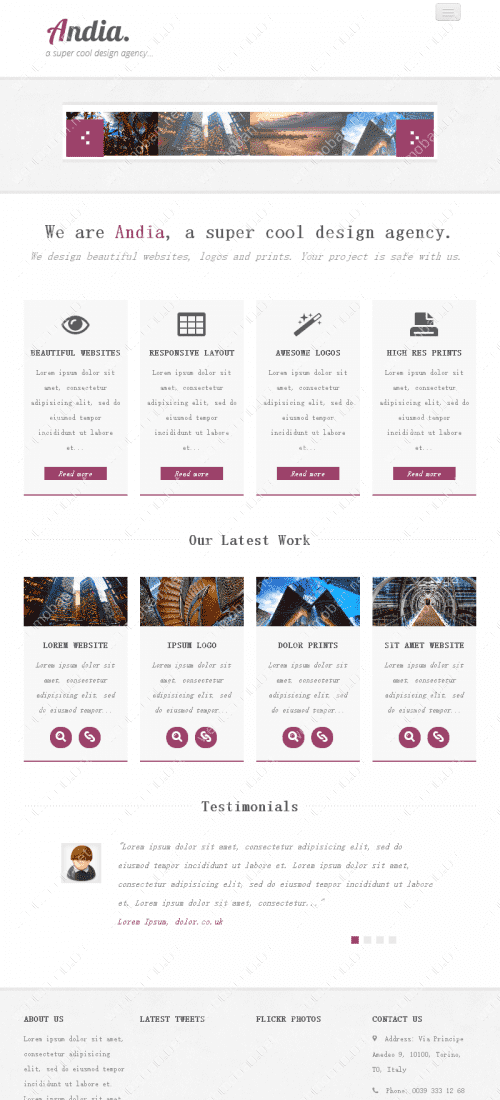 Andia.
a super cool design agency...
We are Andia, a super cool design agency.
We design beautiful websites, logos and prints. Your project is safe with us.
BEAUTIFUL WEBSITES
Lorem ipsum dolor sit
amet, consectetur
adipisicing elit, sed do
eiusmod tempor
incididunt ut labore
et...
Read more
RESPONSIVE LAYOUT
Lorem ipsum dolor sit
amet, consectetur
adipisicing elit, sed do
eiusmod tempor
incididunt ut labore
et...
Read more
AWESOME LOGOS
Lorem ipsum dolor sit
amet, consectetur
adipisicing elit, sed do
eiusmod tempor
incididunt ut labore
et...
Read more
HIGH RES PRINTS
Lorem ipsum dolor sit
amet, consectetur
adipisicing elit, sed do
eiusmod tempor
incididunt ut labore
et...
Read more
Our Latest Work
LOREM WEBSITE
Lorem ipsum dolor sit
amet, consectetur
adipisicing elit, sed
do eiusmod tempor...
IPSUM LOGO
Lorem ipsum dolor sit
amet, consectetur
adipisicing elit, sed
do eiusmod tempor...
DOLOR PRINTS
Lorem ipsum dolor sit
amet, consectetur
adipisicing elit, sed
do eiusmod tempor...
SIT AMET WEBSITE
Lorem ipsum dolor sit
amet, consectetur
adipisicing elit, sed
do eiusmod tempor...
Testimonials
"Lorem ipsum dolor sit amet, consectetur adipisicing elit, sed do
eiusmod tempor incididunt ut labore et. Lorem ipsum dolor sit amet,
consectetur adipisicing elit, sed do eiusmod tempor incididunt ut labore
et. Lorem ipsum dolor sit amet, consectetur..."
Lorem Ipsum, dolor.co.uk
ABOUT US
Lorem ipsum dolor sit amet,
consectetur adipisicing
elit, sed do eiusmod tempor
incididunt ut labore et.
Lorem ipsum dolor sit amet
LATEST TWEETS
FLICKR PHOTOS
CONTACT US
Address: Via Principe
Amedeo 9, 10100, Torino,
TO, Italy
Phone: 0039 333 12 68